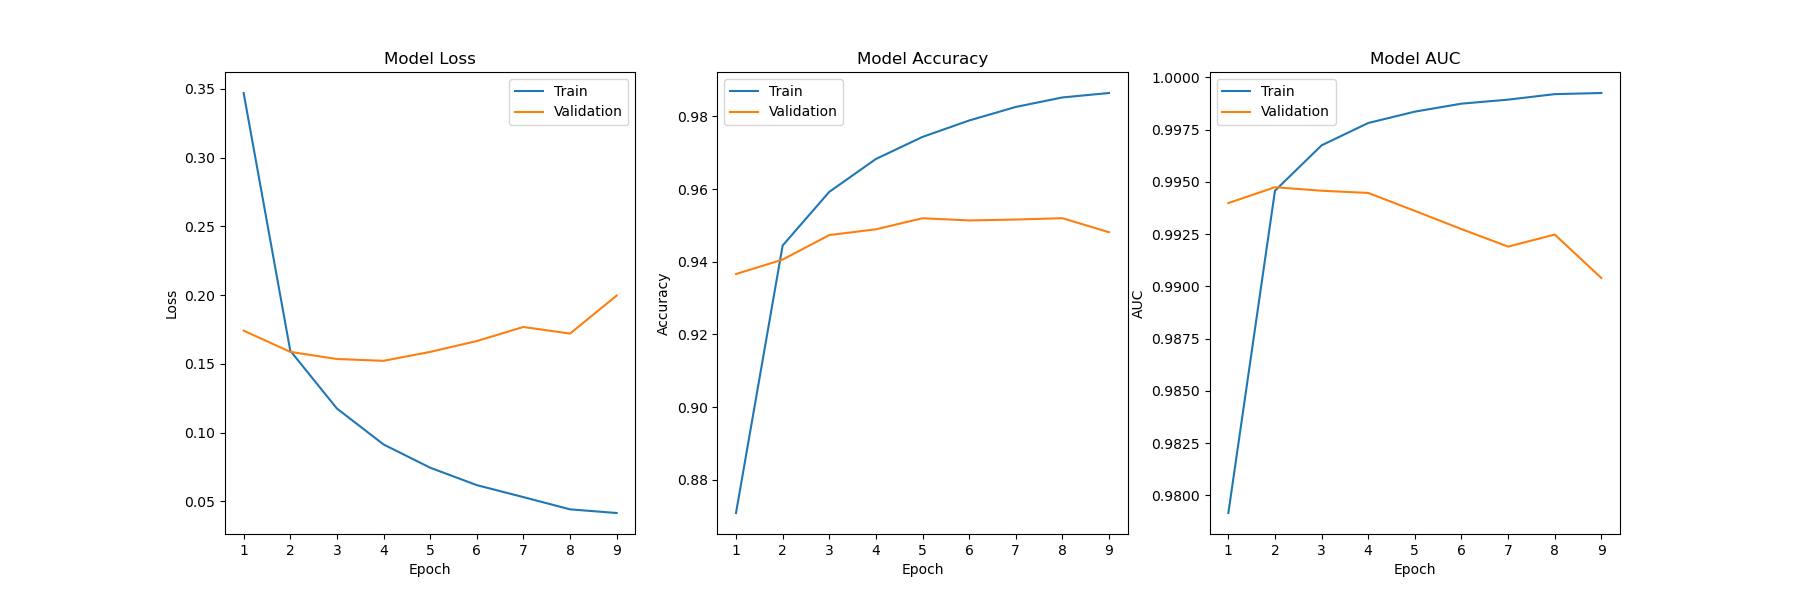 Model Loss
0.35
0.30
0.25
0.20
0.15
0.10
0.05
Loss
1 2 3 4 5 6 7 8 9
Epoch
Train
Validation
Model Accuracy
0.98
0.96
0.94
0.92
0.90
0.88
Accuracy
1 2 3 4 5 6 7 8 9
Epoch
Train
Validation
Model AUC
1.0000
0.9975
0.9950
0.9925
0.9900
0.9875
0.9850
0.9825
0.9800
AUC
1 2 3 4 5 6 7 8 9
Epoch
Train
Validation